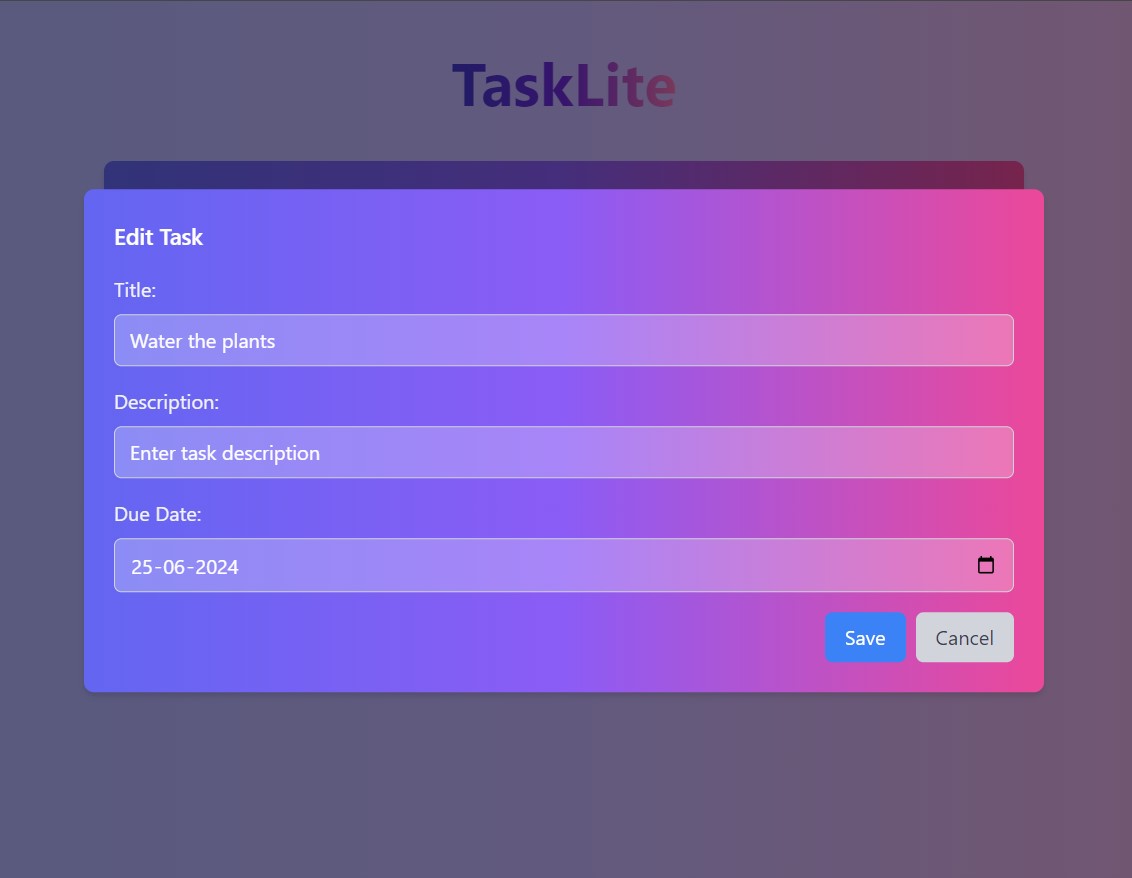 TaskLite
Edit Task
Title:
Water the plants
Description:
Enter task description
Due Date:
25-06-2024
Save Cancel